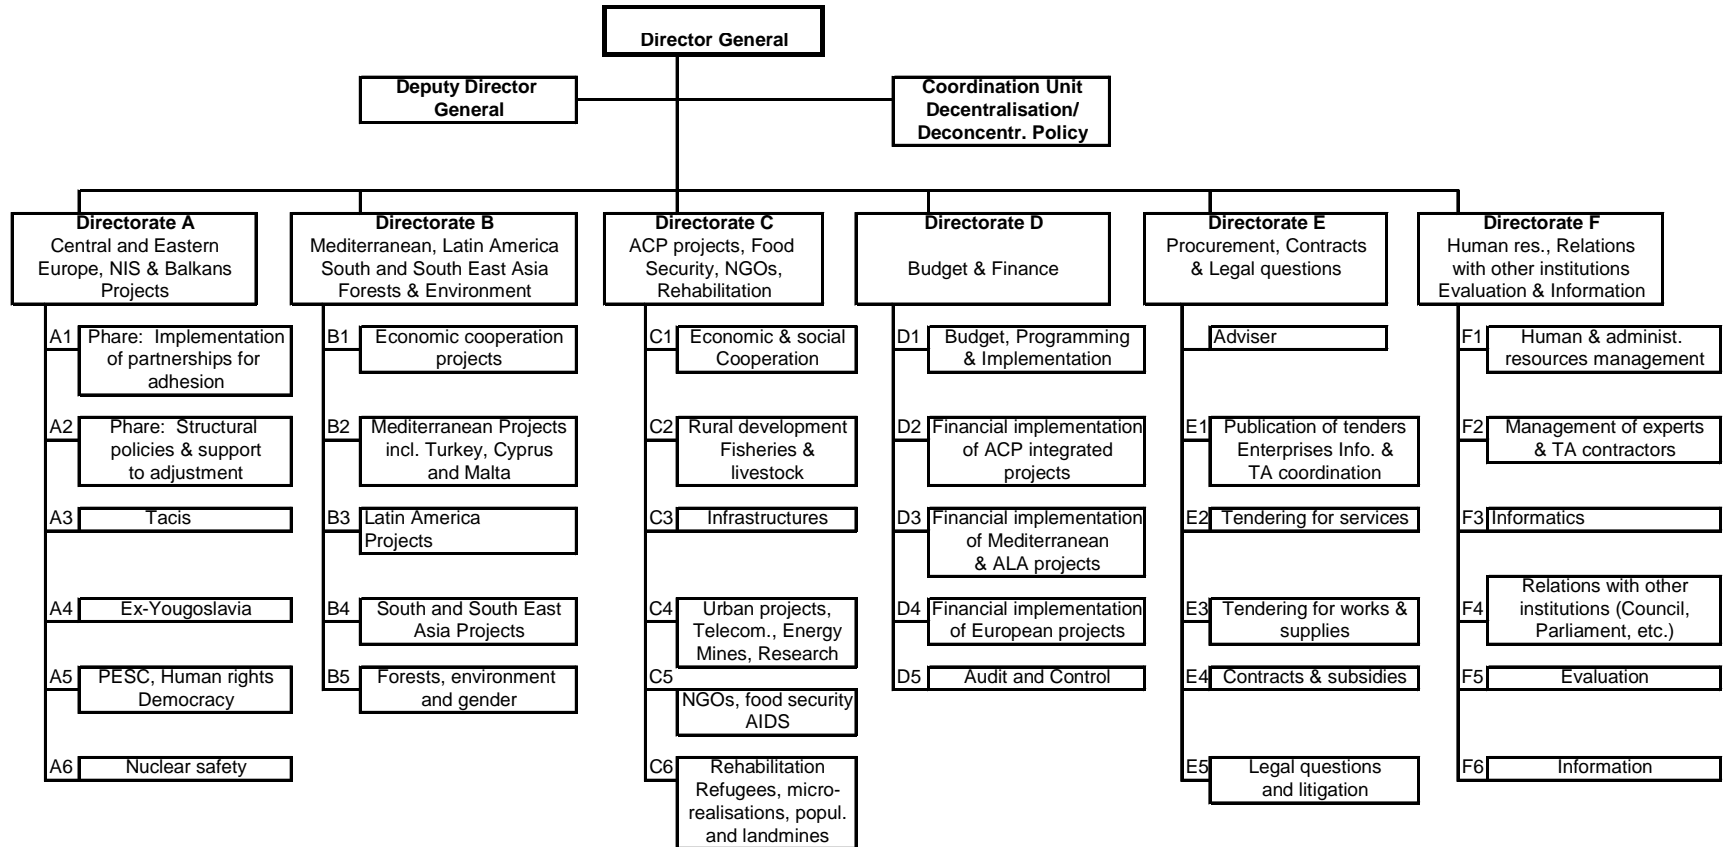 Director General
Deputy Director
General
Coordination Unit
Decentralisation/
Deconcentr. Policy
Directorate A
Central and Eastern
Europe, NIS & Balkans
Projects
Directorate B
Mediterranean, Latin America
South and South East Asia
Forests & Environment
Directorate C
ACP projects, Food
Security, NGOs,
Rehabilitation
Directorate D
Budget & Finance
Directorate E
Procurement, Contracts
& Legal questions
Directorate F
Human res., Relations
with other institutions
Evaluation & Information
A1
Phare: Implementation
of partnerships for
adhesion
A2
Phare: Structural
policies & support
to adjustment
A3
Tacis
A4
Ex-Yougoslavia
A5
PESC, Human rights
Democracy
A6
Nuclear safety
B1
Economic cooperation
projects
B2
Mediterranean Projects
incl. Turkey, Cyprus
and Malta
B3
Latin America
Projects
B4
South and South East
Asia Projects
B5
Forests, environment
and gender
C1
Economic & social
Cooperation
C2
Rural development
Fisheries &
livestock
C3
Infrastructures
C4
Urban projects,
Telecom., Energy
Mines, Research
C5
NGOs, food security
AIDS
C6
Rehabilitation
Refugees, micro-
realisations, popul.
and landmines
D1
Budget, Programming
& Implementation
D2
Financial implementation
of ACP integrated
projects
D3
Financial implementation
of Mediterranean
& ALA projects
D4
Financial implementation
of European projects
D5
Audit and Control
Adviser
E1
Publication of tenders
Enterprises Info. &
TA coordination
E2
Tendering for services
E3
Tendering for works &
supplies
E4
Contracts & subsidies
E5
Legal questions
and litigation
F1
Human & administ.
resources management
F2
Management of experts
& TA contractors
F3
Informatics
F4
Relations with other
institutions (Council,
Parliament, etc.)
F5
Evaluation
F6
Information